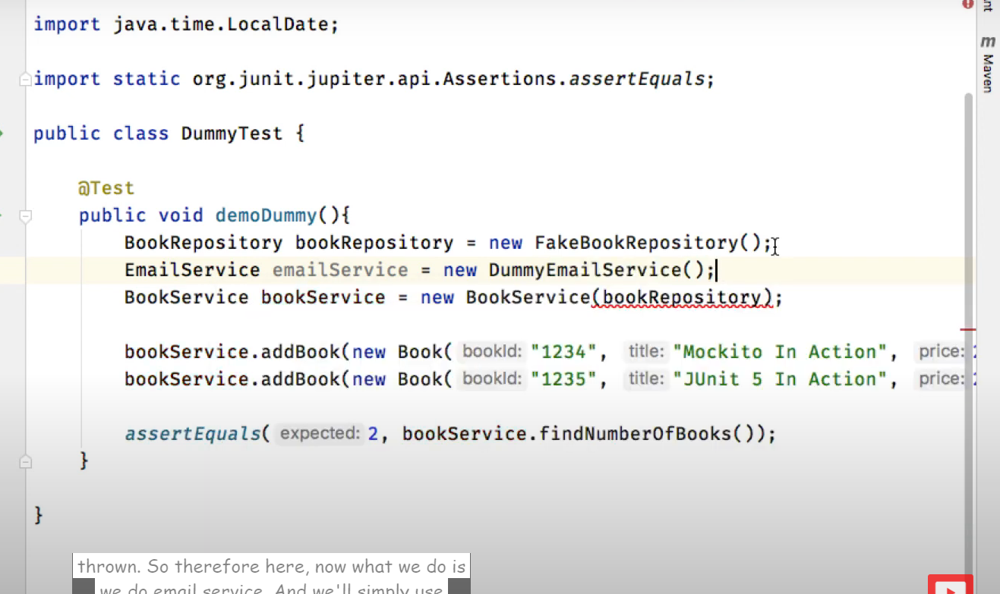 import java.time.LocalDate;
import static org.junit.jupiter.api.Assertions.assertEquals;
public class DummyTest {
@Test
public void demoDummy(){
BookRepository bookRepository = new FakeBookRepository();
EmailService emailService = new DummyEmailService();
BookService bookService = new BookService(bookRepository);
bookService.addBook(new Book( bookId: "1234", title: "Mockito In Action", price:
bookService.addBook(new Book( bookId: "1235", title: "JUnit 5 In Action", price:
assertEquals( expected: 2, bookService.findNumberOfBooks());
}
}
m Maven
thrown. So therefore here, now what we do is
we do email service. And we'll simply use